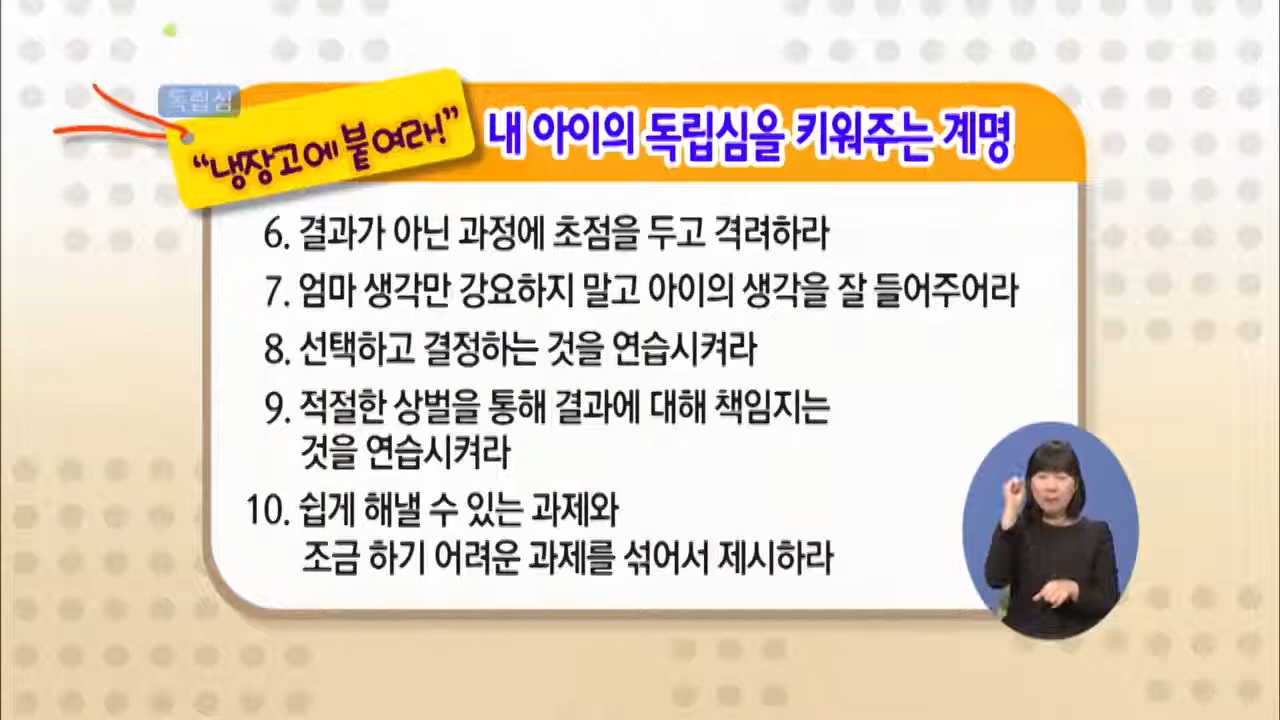 독립심
“냉장고에 붙여라!”
내 아이의 독립심을 키워주는 계명
6. 결과가 아닌 과정에 초점을 두고 격려하라
7. 엄마 생각만 강요하지 말고 아이의 생각을 잘 들어주어라
8. 선택하고 결정하는 것을 연습시켜라
9. 적절한 상벌을 통해 결과에 대해 책임지는
것을 연습시켜라
10. 쉽게 해낼 수 있는 과제와
조금 하기 어려운 과제를 섞어서 제시하라